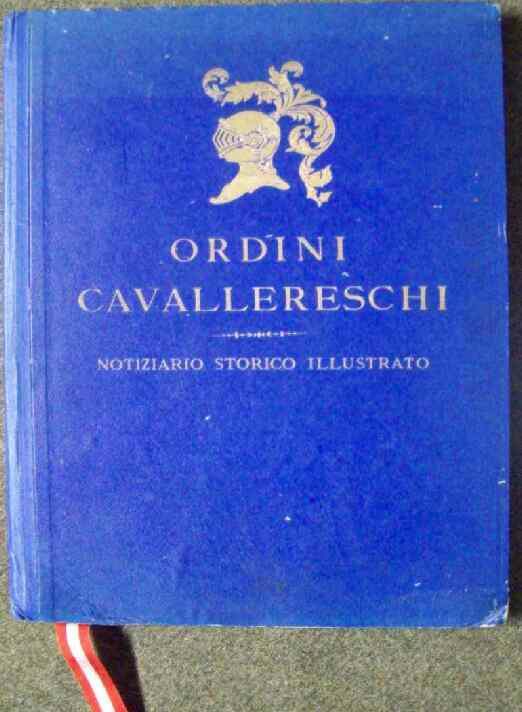 ORDINI
CAVALLERESCHI
NOTIZIARIO STORICO ILLUSTRATO